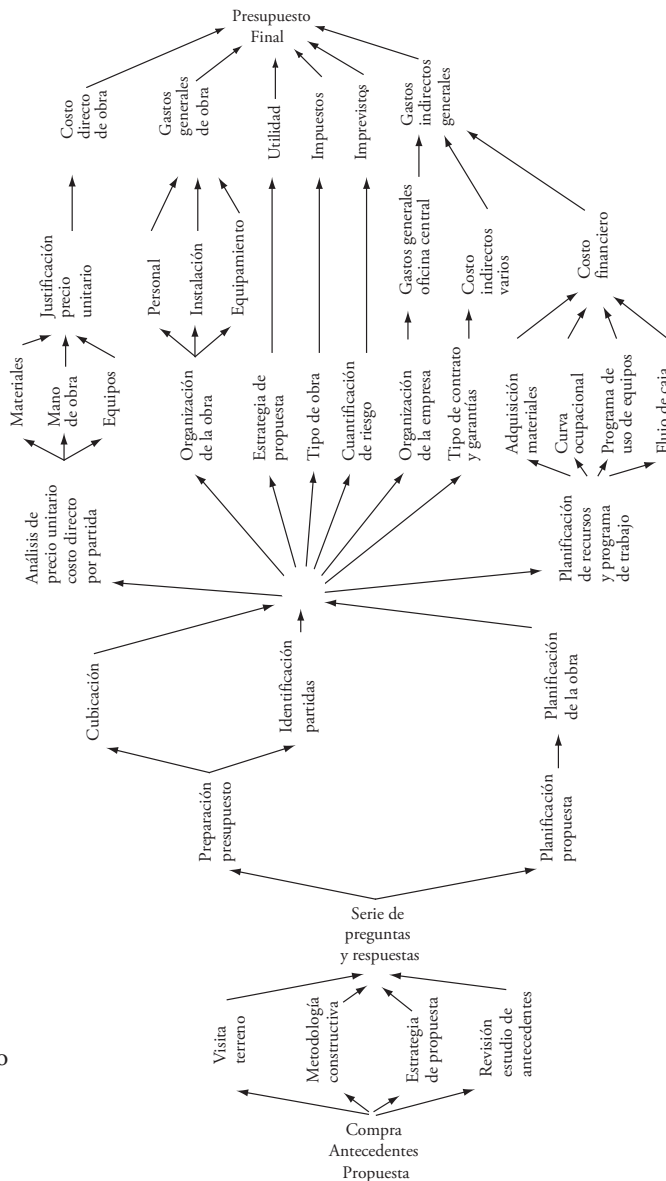 Presupuesto
Final
Costo
directo
de obra
Gastos
generales
de obra
Utilidad
Impuestos
Imprevistos
Gastos
indirectos
generales
Justificación
precio
unitario
Personal
Instalación
Equipamiento
Gastos generales
oficina central
Costo
indirectos
varios
Costo
financiero
Materiales
Mano
de obra
Equipos
Organización
de la obra
Estrategia de
propuesta
Tipo de obra
Cuantificación
de riesgo
Organización
de la empresa
Tipo de contrato
y garantías
Adquisición
materiales
Curva
ocupacional
Programa de
uso de equipos
Flujo de caja
Análisis de
precio unitario
costo directo
por partida
Planificación
de recursos
y programa
de trabajo
Cubicación
Identificación
partidas
Planificación
de la obra
Preparación
presupuesto
Planificación
propuesta
Serie de
preguntas
y respuestas
Visita
terreno
Metodología
constructiva
Estrategia
de propuesta
Revisión
estudio de
antecedentes
o
Compra
Antecedentes
Propuesta